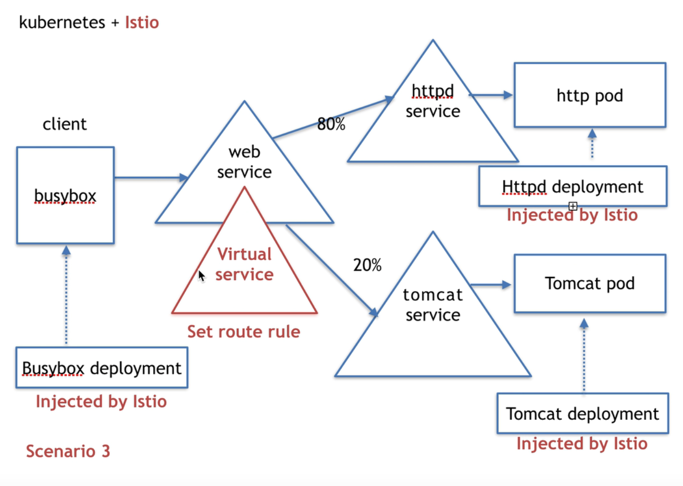 kubernetes + Istio
client
busybox
web
service
Virtual
service
Set route rule
80%
20%
httpd
service
http pod
Httpd deployment
Injected by Istio
tomcat
service
Tomcat pod
Tomcat deployment
Injected by Istio
Busybox deployment
Injected by Istio
Scenario 3